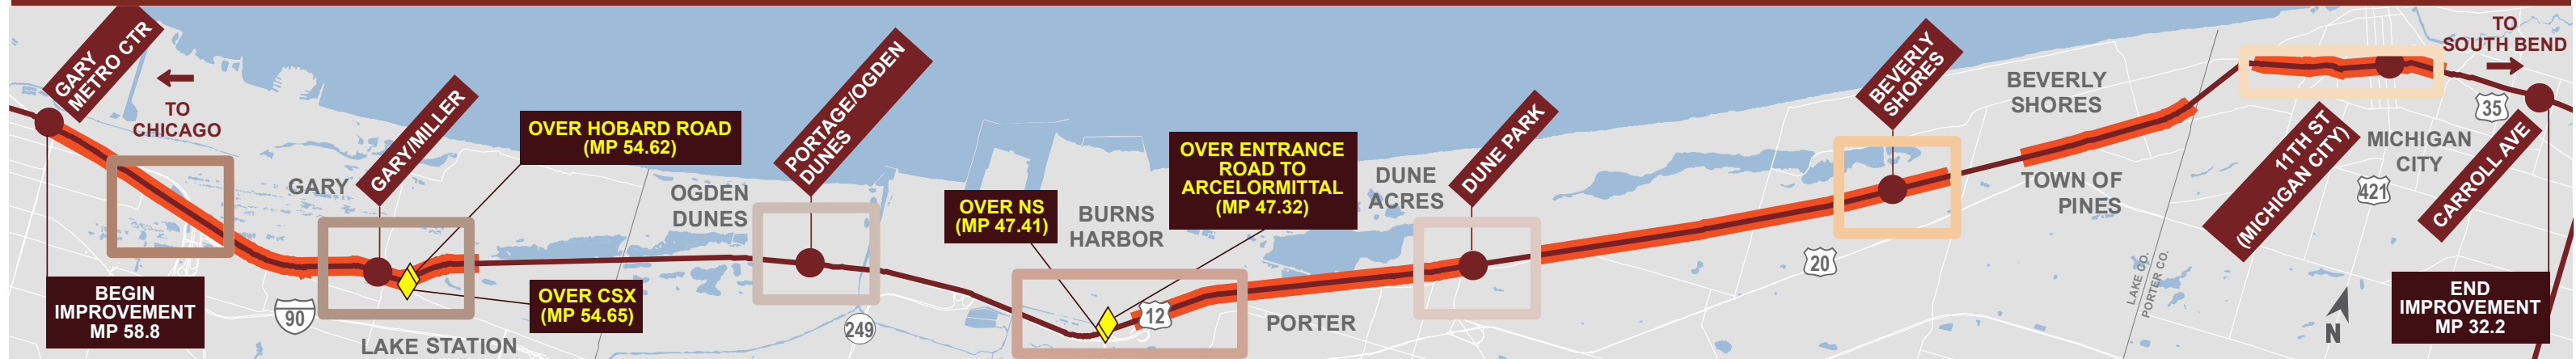 GARY
METRO CTR
TO
CHICAGO
BEGIN
IMPROVEMENT
MP 58.8
90
GARY
GARY/MILLER
LAKE STATION
OVER HOBARD ROAD
(MP 54.62)
OVER CSX
(MP 54.65)
OGDEN
DUNES
PORTAGE/OGDEN
DUNES
249
OVER NS
(MP 47.41)
BURNS
HARBOR
12
OVER ENTRANCE
ROAD TO
ARCELORMITTAL
(MP 47.32)
PORTER
DUNE
ACRES
DUNE PARK
20
BEVERLY
SHORES
BEVERLY
SHORES
TOWN OF
PINES
LAKE CO.
PORTER CO.
11TH ST
(MICHIGAN CITY)
MICHIGAN
CITY
421
35
CARROLL AVE
TO
SOUTH BEND
N
END
IMPROVEMENT
MP 32.2